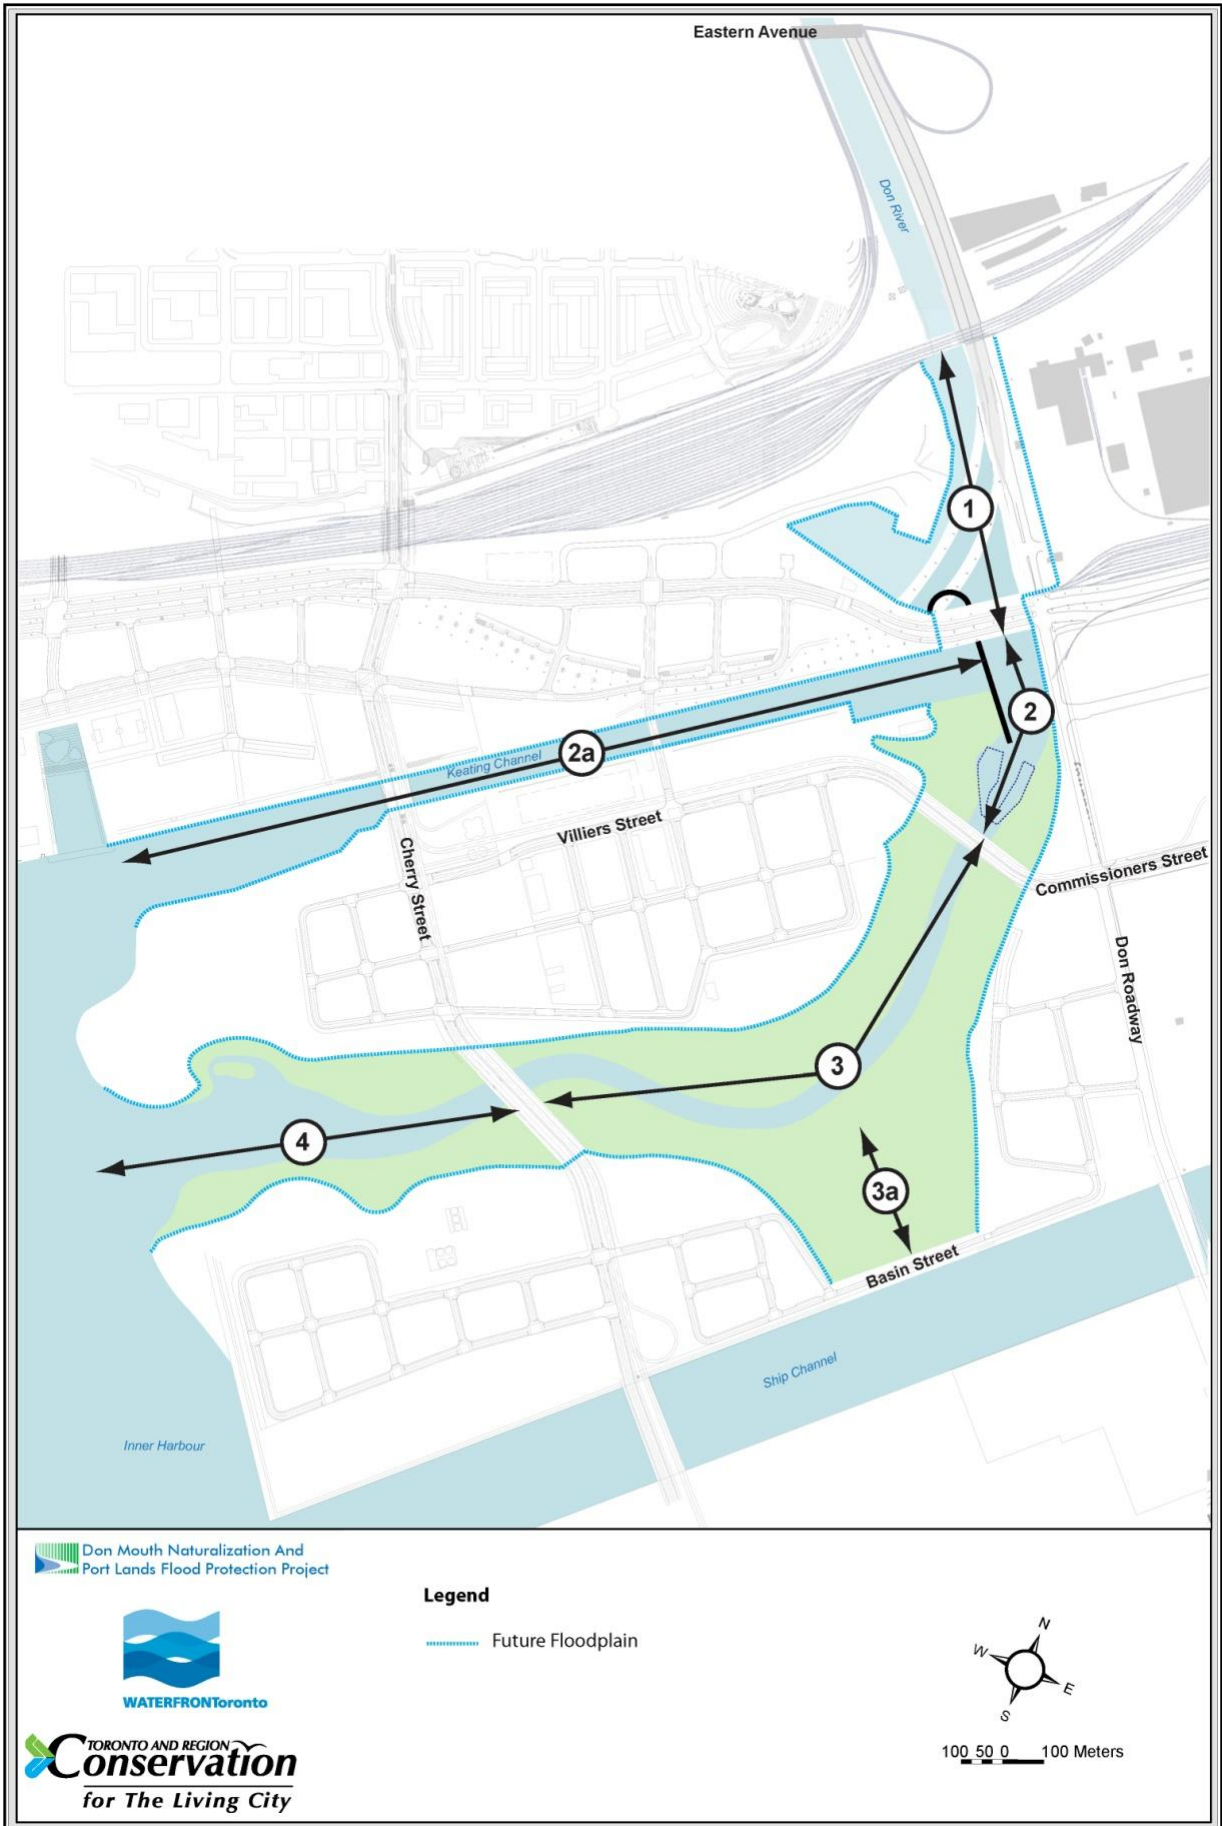 Eastern Avenue
Don River
1
2
2a
Keating Channel
Villiers Street
Cherry Street
Commissioners Street
Don Roadway
3
4
3a
Basin Street
Ship Channel
Inner Harbour
Don Mouth Naturalization And
Port Lands Flood Protection Project
Legend
Future Floodplain
WATERFRONToronto
N
W
E
S
TORONTO AND REGION
Conservation
for The Living City
100 50 0 100 Meters